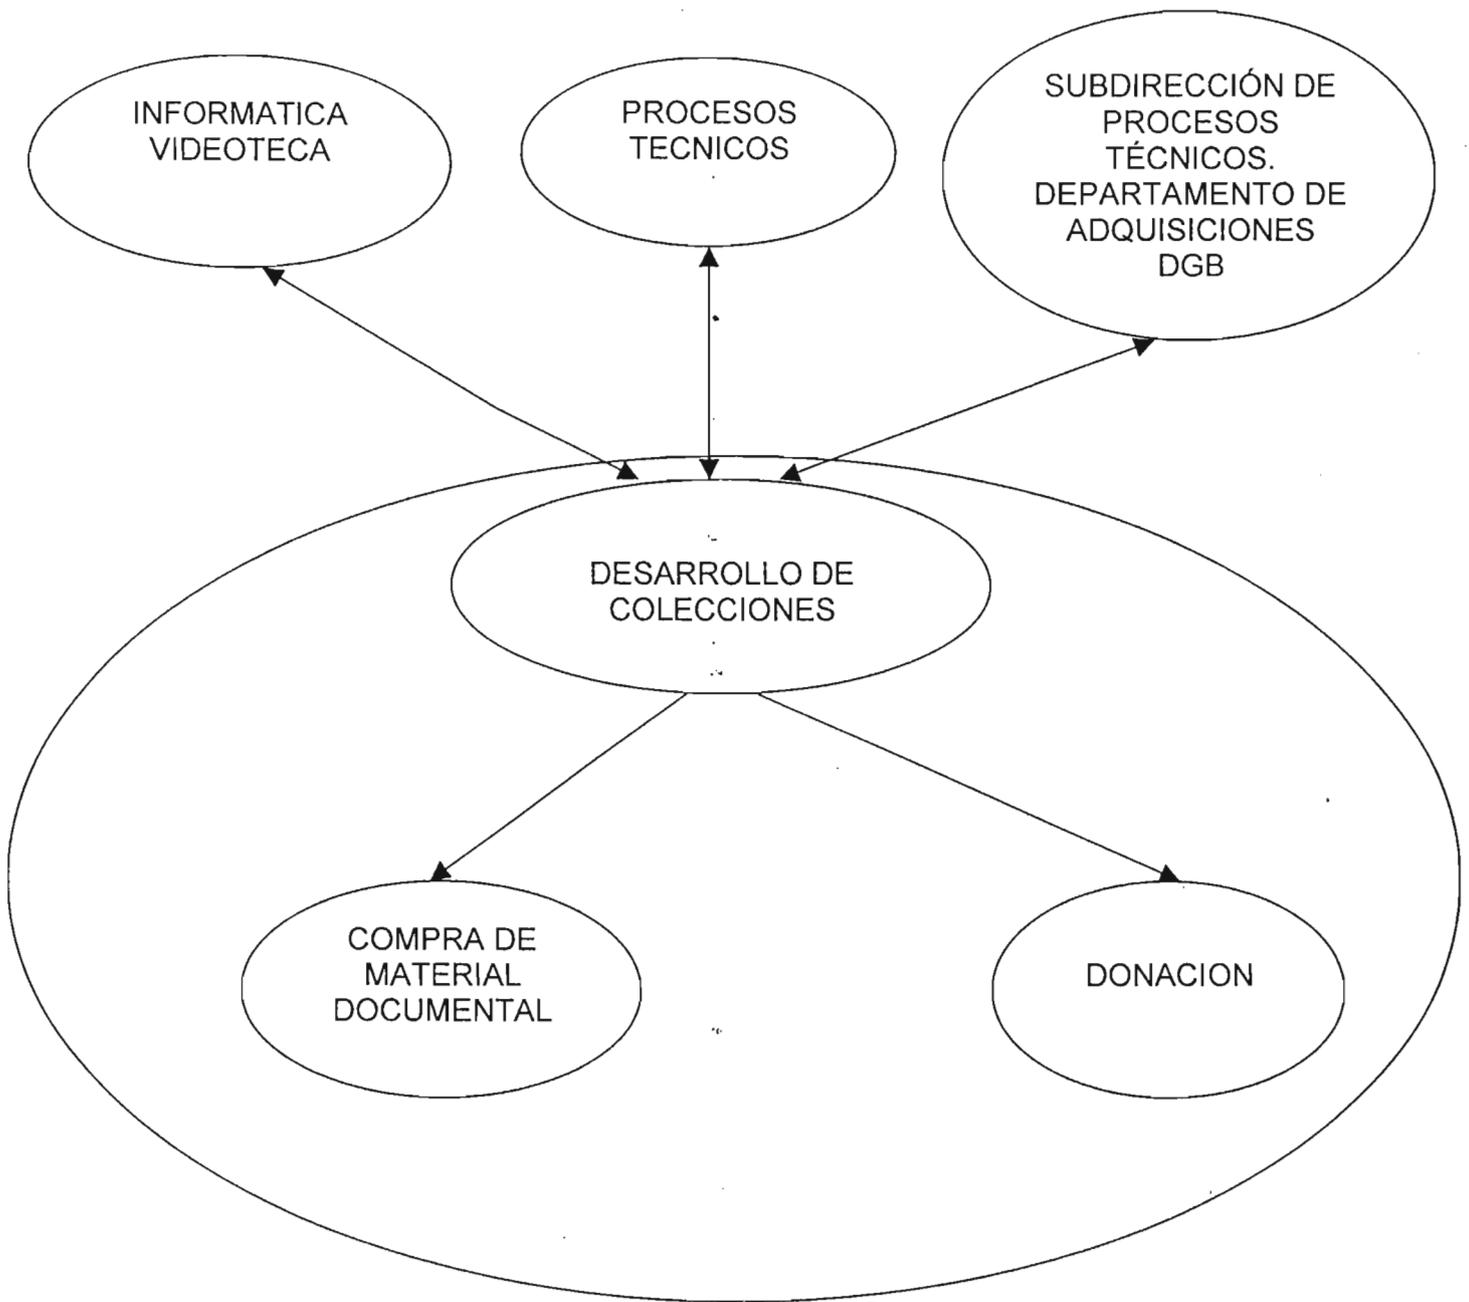 INFORMATICA
VIDEOTECA
PROCESOS
TECNICOS
SUBDIRECCIÓN DE
PROCESOS
TÉCNICOS.
DEPARTAMENTO DE
ADQUISICIONES
DGB
DESARROLLO DE
COLECCIONES
COMPRA DE
MATERIAL
DOCUMENTAL
DONACION